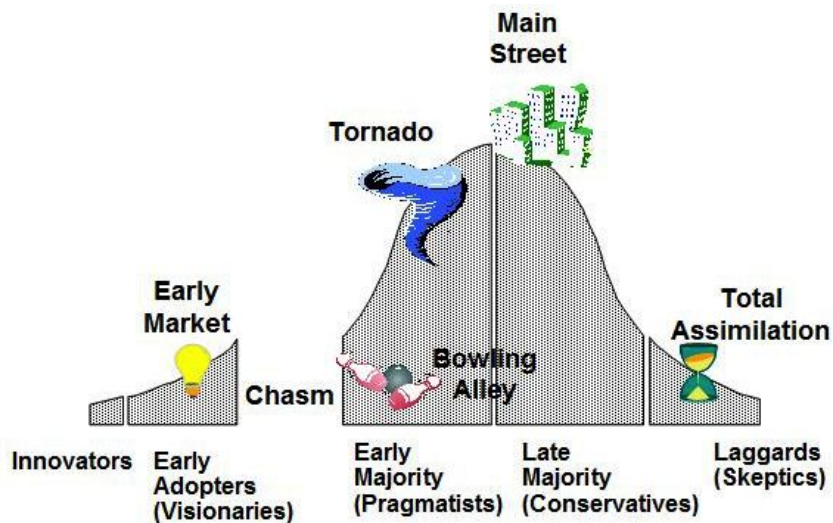 Main
Street
Tornado
Early
Market
Total
Assimilation
Chasm
Bowling
Alley
Innovators
Early
Adopters
(Visionaries)
Early
Majority
(Pragmatists)
Late
Majority
(Conservatives)
Laggards
(Skeptics)